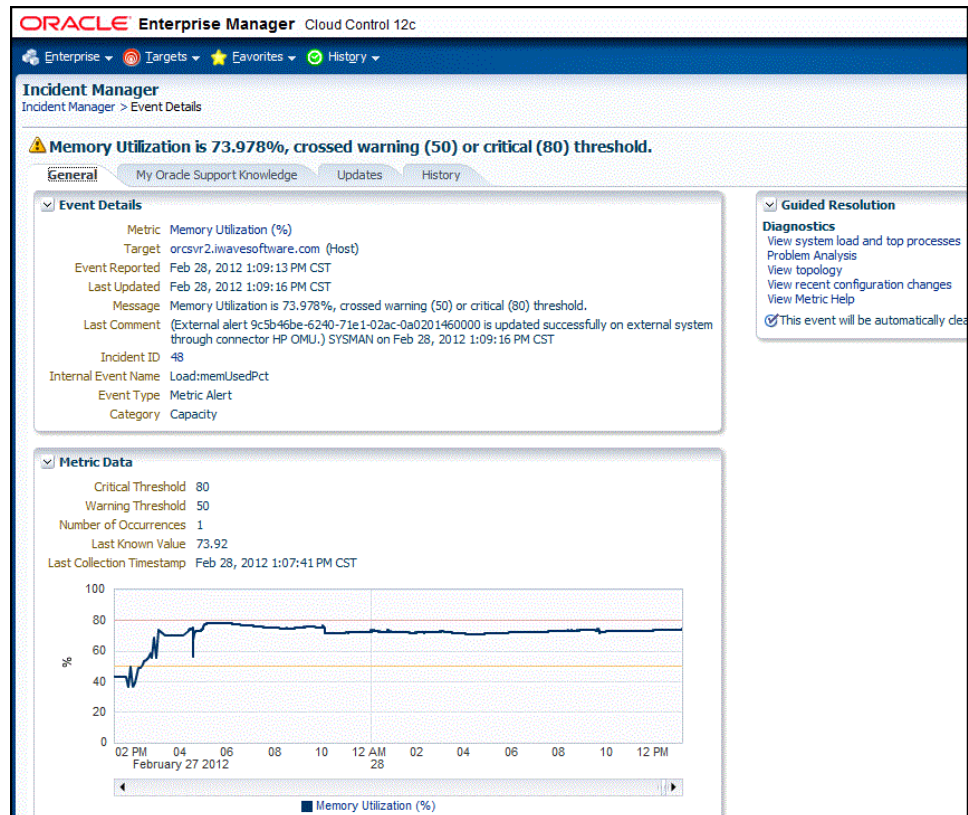 ORACLE Enterprise Manager Cloud Control 12c
Enterprise Targets Favorites History
Incident Manager
Incident Manager > Event Details
Memory Utilization is 73.978%, crossed warning (50) or critical (80) threshold.
General My Oracle Support Knowledge Updates History
Event Details
Metric Memory Utilization (%)
Target orcsvr2.iwavesoftware.com (Host)
Event Reported Feb 28, 2012 1:09:13 PM CST
Last Updated Feb 28, 2012 1:09:16 PM CST
Message Memory Utilization is 73.978%, crossed warning (50) or critical (80) threshold.
Last Comment (External alert 9c5b46be-6240-71e1-02ac-0a0201460000 is updated successfully on external system
through connector HP OMU.) SYSMAN on Feb 28, 2012 1:09:16 PM CST
Incident ID 48
Internal Event Name Load:memUsedPct
Event Type Metric Alert
Category Capacity
Guided Resolution
Diagnostics
View system load and top processes
Problem Analysis
View topology
View recent configuration changes
View Metric Help
This event will be automatically clea
Metric Data
Critical Threshold 80
Warning Threshold 50
Number of Occurrences 1
Last Known Value 73.92
Last Collection Timestamp Feb 28, 2012 1:07:41 PM CST
100
80
60
%
40
20
0
02 PM 04 06 08 10 12 AM 02 04 06 08 10 12 PM
February 27 2012 28
Memory Utilization (%)